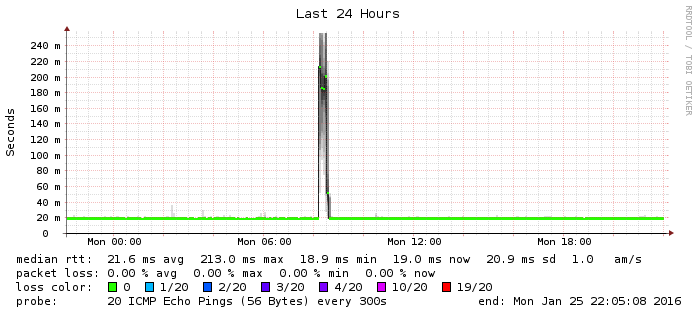 Last 24 Hours
RRDTOOL / TOBI OETIKER
Seconds
240 m
220 m
200 m
180 m
160 m
140 m
120 m
100 m
80 m
60 m
40 m
20 m
0
Mon 00:00 Mon 06:00 Mon 12:00 Mon 18:00
median rtt: 21.6 ms avg 213.0 ms max 18.9 ms min 19.0 ms now 20.9 ms sd 1.0 am/s
packet loss: 0.00 % avg 0.00 % max 0.00 % min 0.00 % now
loss color: 0 1/20 2/20 3/20 4/20 10/20 19/20
probe: 20 ICMP Echo Pings (56 Bytes) every 300s end: Mon Jan 25 22:05:08 2016